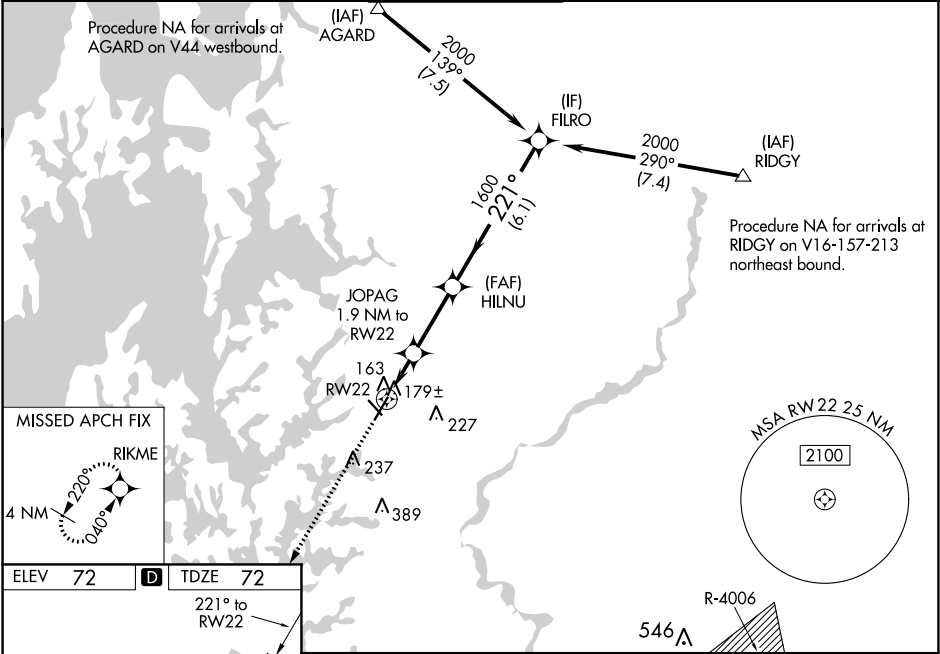 Procedure NA for arrivals at
AGARD on V44 westbound.
(IAF)
AGARD
2000
139°
(7.5)
(IF)
FILRO
2000
290°
(7.4)
(IAF)
RIDGY
1600
221°
(6.1)
Procedure NA for arrivals at
RIDGY on V16-157-213
northeast bound.
(FAF)
HILNU
JOPAG
1.9 NM to
RW22
163
RW22
179±
227
237
389
MISSED APCH FIX
RIKME
220°
4 NM
040°
MSA RW22 25 NM
2100
ELEV 72 D TDZE 72
221° to
RW22
R-4006
546